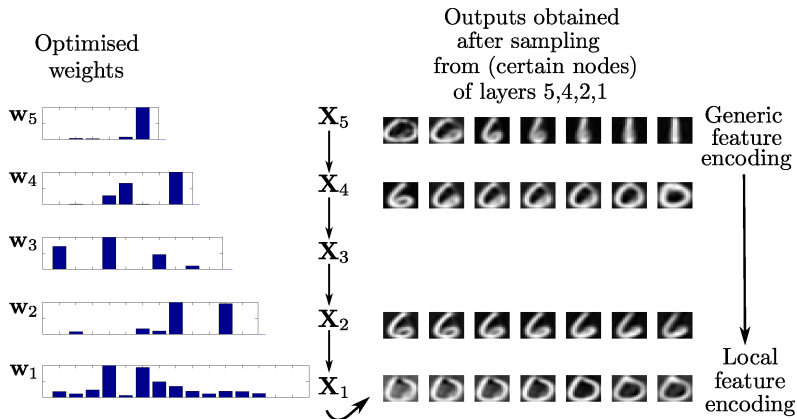 Optimised
weights
Outputs obtained
after sampling
from (certain nodes)
of layers 5,4,2,1
w5
X5
Generic
feature
encoding
w4
X4
w3
X3
w2
X2
w1
X1
Local
feature
encoding